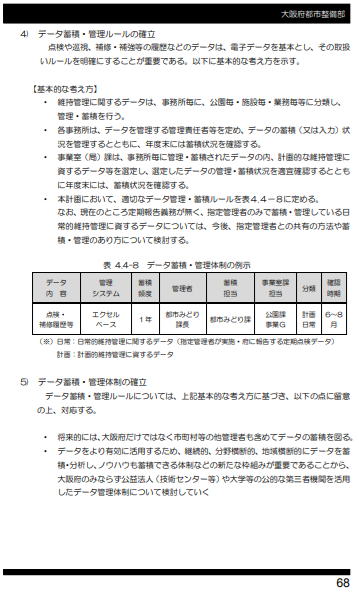 大阪府都市整備部
4) データ蓄積・管理ルールの確立
点検や巡視、補修・補強等の履歴などのデータは、電子データを基本とし、その取扱
いルールを明確にすることが重要である。以下に基本的な考え方を示す。
【基本的な考え方】
・ 維持管理に関するデータは、事務所毎に、公園毎・施設毎・業務毎等に分類し、
管理・蓄積を行う。
・ 各事務所は、データを管理する管理責任者等を定め、データの蓄積（又は入力）状
況を管理するとともに、年度末には蓄積状況を確認する。
・ 事業室（局）課は、事務所毎に管理・蓄積されたデータの内、計画的な維持管理に
資するデータ等を選定し、選定したデータの管理・蓄積状況を適宜確認するととも
に年度末には、蓄積状況を確認する。
・ 本計画において、適切なデータ管理・蓄積ルールを表4.4－8に定める。
なお、現在のところ定期報告義務が無く、指定管理者のみで蓄積・管理している日
常的維持管理に資するデータについては、今後、指定管理者との共有の方法や蓄
積・管理のあり方について検討する。
表 4.4-8 データ蓄積・管理体制の例示
データ 管理 蓄積 管理者 蓄積 事業室課 分類 確認
内 容 システム 頻度 担当 担当 時期
点検・ エクセル 1年 都市みどり 都市みどり課 公園課 計画 6～8
補修履歴等 ベース 課長 事業G 日常 月
（※）日常：日常的維持管理に関するデータ（指定管理者が実施・府に報告する定期点検データ）
計画：計画的維持管理に資するデータ
5) データ蓄積・管理体制の確立
データ蓄積・管理ルールについては、上記基本的な考え方に基づき、以下の点に留意
の上、対応する。
・ 将来的には、大阪府だけではなく市町村等の他管理者も含めてデータの蓄積を図る。
・ データをより有効に活用するため、継続的、分野横断的、地域横断的にデータを蓄
積・分析し、ノウハウも蓄積できる体制などの新たな枠組みが重要であることから、
大阪府のみならず公益法人（技術センター等）や大学等の公的な第三者機関を活用
したデータ管理体制について検討していく
68